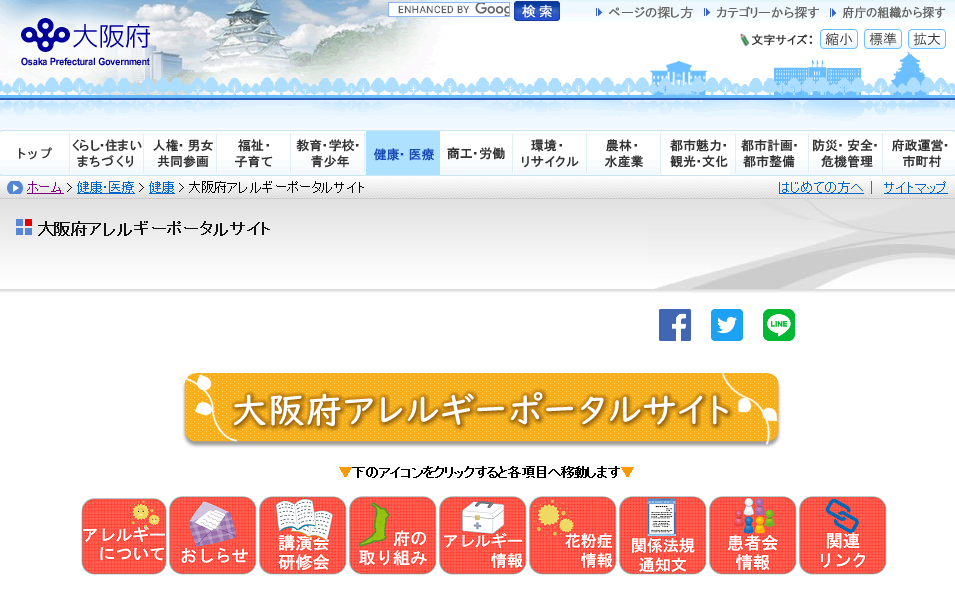 大阪府
Osaka Prefectural Government
ENHANCED BY Goog
検索
ページの探し方
カテゴリーから探す
府庁の組織から探す
文字サイズ:
縮小
標準
拡大
トップ
くらし・住まい
まちづくり
人権・男女
共同参画
福祉・
子育て
教育・学校・
青少年
健康・医療
商工・労働
環境・
リサイクル
農林・
水産業
都市魅力・
観光・文化
都市計画・
都市整備
防災・安全・
危機管理
府政運営・
市町村
ホーム > 健康・医療 > 健康 > 大阪府アレルギーポータルサイト
はじめての方へ | サイトマップ
大阪府アレルギーポータルサイト
LINE
大阪府アレルギーポータルサイト
▼下のアイコンをクリックすると各項目へ移動します▼
アレルギー
について
おしらせ
講演会
研修会
府の
取り組み
アレルギー
情報
花粉症
情報
関係法規
通知文
患者会
情報
関連
リンク